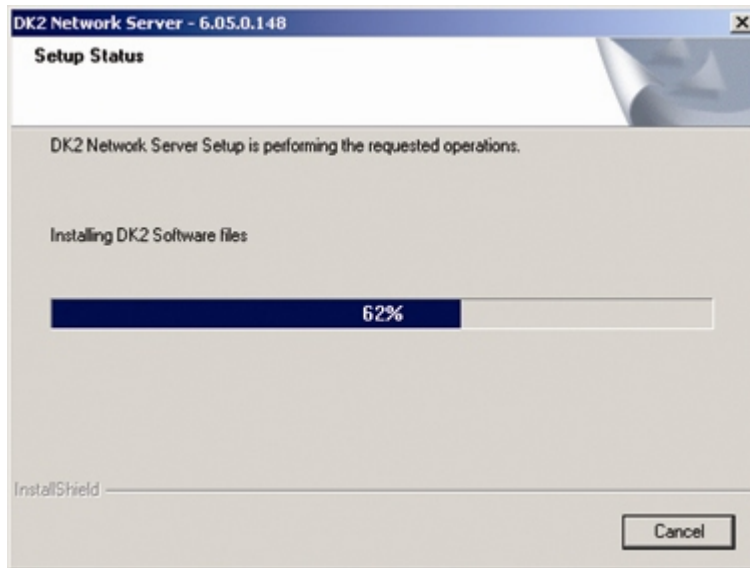 DK2 Network Server - 6.05.0.148
Setup Status
DK2 Network Server Setup is performing the requested operations.
Installing DK2 Software files
62%
InstallShield
Cancel